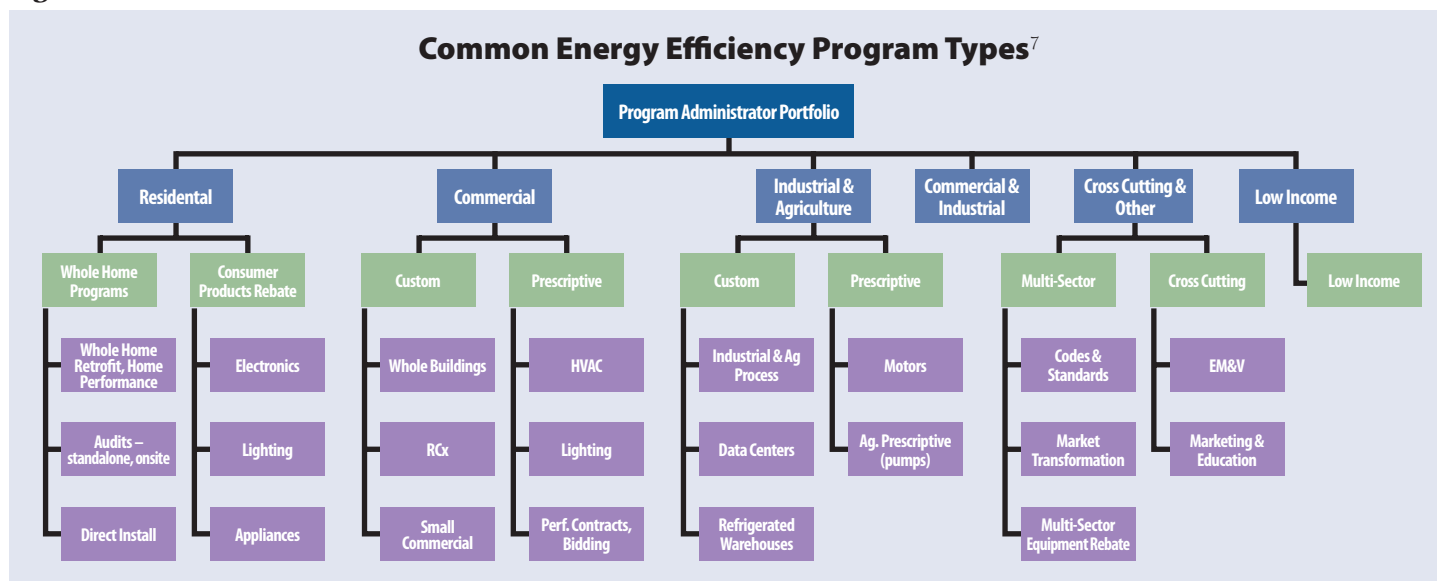 Common Energy Efficiency Program Types7
Program Administrator Portfolio
Residental
Commercial
Industrial &
Agriculture
Commercial &
Industrial
Cross Cutting &
Other
Low Income
Whole Home
Programs
Consumer
Products Rebate
Custom
Prescriptive
Custom
Prescriptive
Multi-Sector
Cross Cutting
Low Income
Whole Home
Retrofit, Home
Performance
Electronics
Whole Buildings
HVAC
Industrial & Ag
Process
Motors
Codes &
Standards
EM&V
Audits –
standalone, onsite
Lighting
RCx
Lighting
Data Centers
Ag. Prescriptive
(pumps)
Market
Transformation
Marketing &
Education
Direct Install
Appliances
Small
Commercial
Perf. Contracts,
Bidding
Refrigerated
Warehouses
Multi-Sector
Equipment Rebate